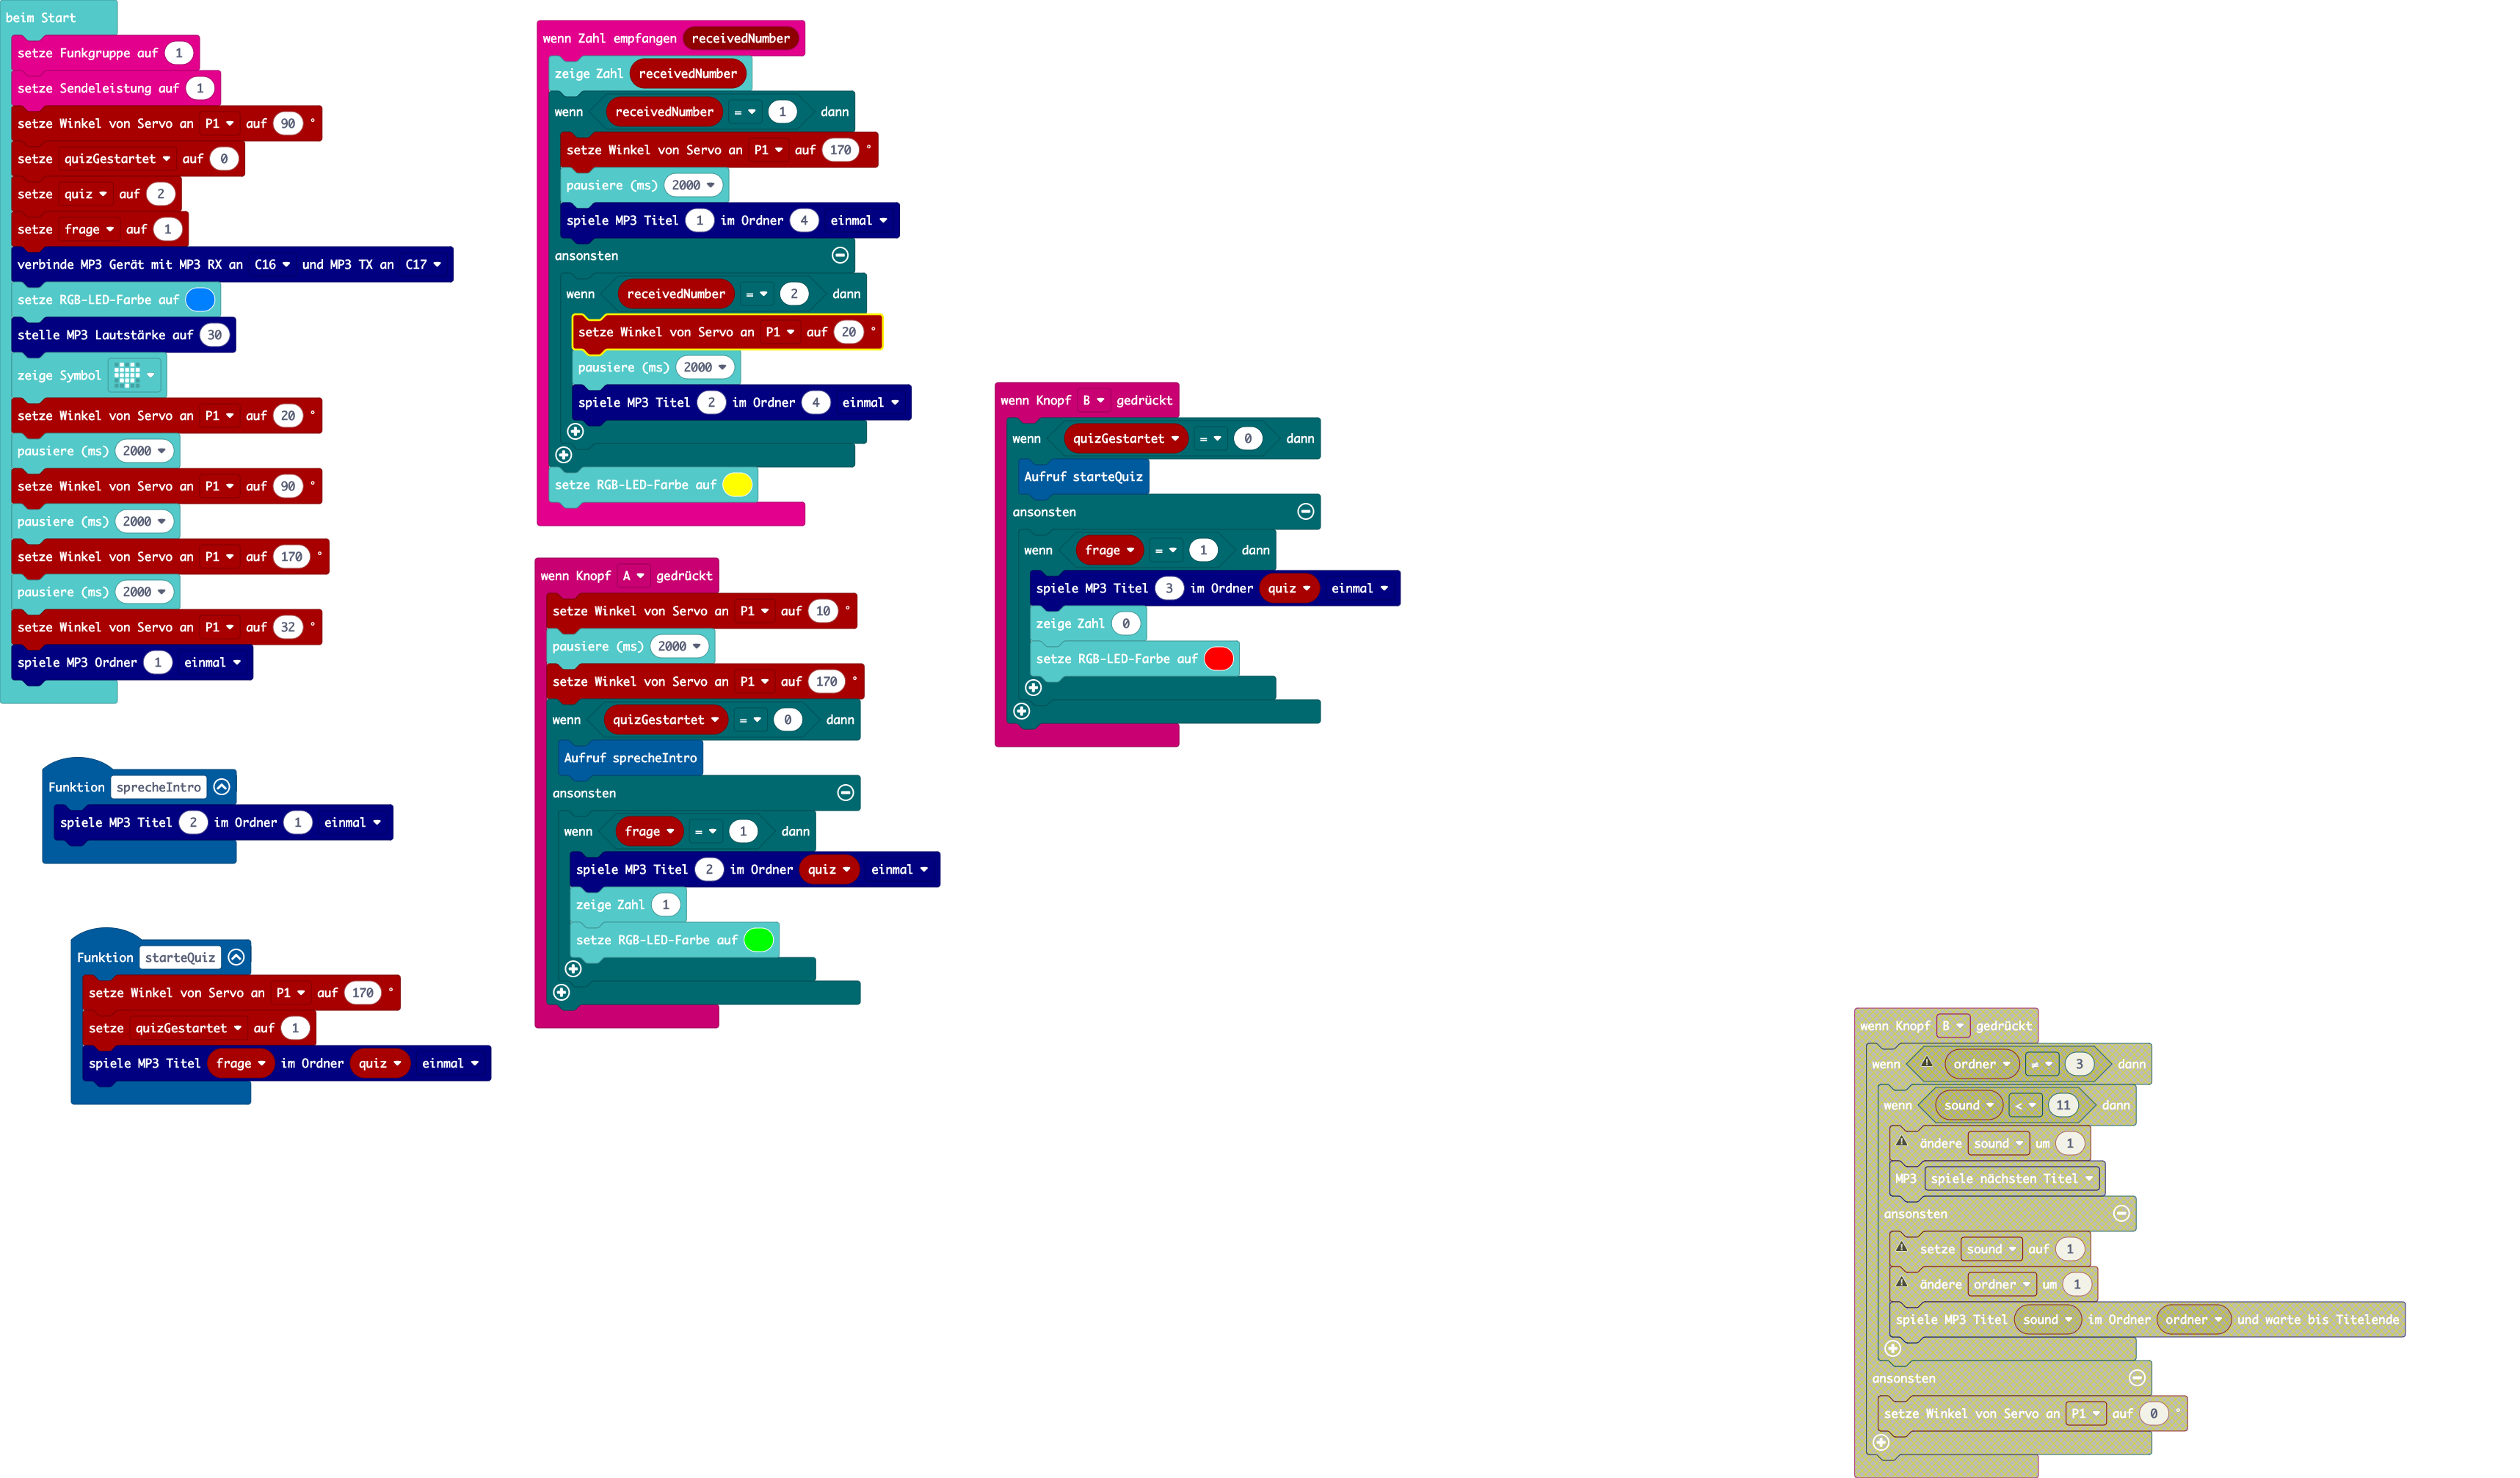 beim Start
setze Funkgruppe auf 1
setze Sendeleistung auf 1
setze Winkel von Servo an P1 auf 90 °
setze quizGestartet auf 0
setze quiz auf 2
setze frage auf 1
verbinde MP3 Gerät mit MP3 RX an C16 und MP3 TX an C17
setze RGB-LED-Farbe auf
stelle MP3 Lautstärke auf 30
zeige Symbol
setze Winkel von Servo an P1 auf 20 °
pausiere (ms) 2000
setze Winkel von Servo an P1 auf 90 °
pausiere (ms) 2000
setze Winkel von Servo an P1 auf 170 °
pausiere (ms) 2000
setze Winkel von Servo an P1 auf 32 °
spiele MP3 Ordner 1 einmal
Funktion sprecheIntro
spiele MP3 Titel 2 im Ordner 1 einmal
Funktion starteQuiz
setze Winkel von Servo an P1 auf 170 °
setze quizGestartet auf 1
spiele MP3 Titel frage im Ordner quiz einmal
wenn Zahl empfangen receivedNumber
zeige Zahl receivedNumber
wenn receivedNumber = 1 dann
setze Winkel von Servo an P1 auf 170 °
pausiere (ms) 2000
spiele MP3 Titel 1 im Ordner 4 einmal
ansonsten
wenn receivedNumber = 2 dann
setze Winkel von Servo an P1 auf 20 °
pausiere (ms) 2000
spiele MP3 Titel 2 im Ordner 4 einmal
setze RGB-LED-Farbe auf
wenn Knopf A gedrückt
setze Winkel von Servo an P1 auf 10 °
pausiere (ms) 2000
setze Winkel von Servo an P1 auf 170 °
wenn quizGestartet = 0 dann
Aufruf sprecheIntro
ansonsten
wenn frage = 1 dann
spiele MP3 Titel 2 im Ordner quiz einmal
zeige Zahl 1
setze RGB-LED-Farbe auf
wenn Knopf B gedrückt
wenn quizGestartet = 0 dann
Aufruf starteQuiz
ansonsten
wenn frage = 1 dann
spiele MP3 Titel 3 im Ordner quiz einmal
zeige Zahl 0
setze RGB-LED-Farbe auf
wenn Knopf B gedrückt
wenn ordner ≠ 3 dann
wenn sound < 11 dann
ändere sound um 1
MP3 spiele nächsten Titel
ansonsten
setze sound auf 1
ändere ordner um 1
spiele MP3 Titel sound im Ordner ordner und warte bis Titelende
ansonsten
setze Winkel von Servo an P1 auf 0 °